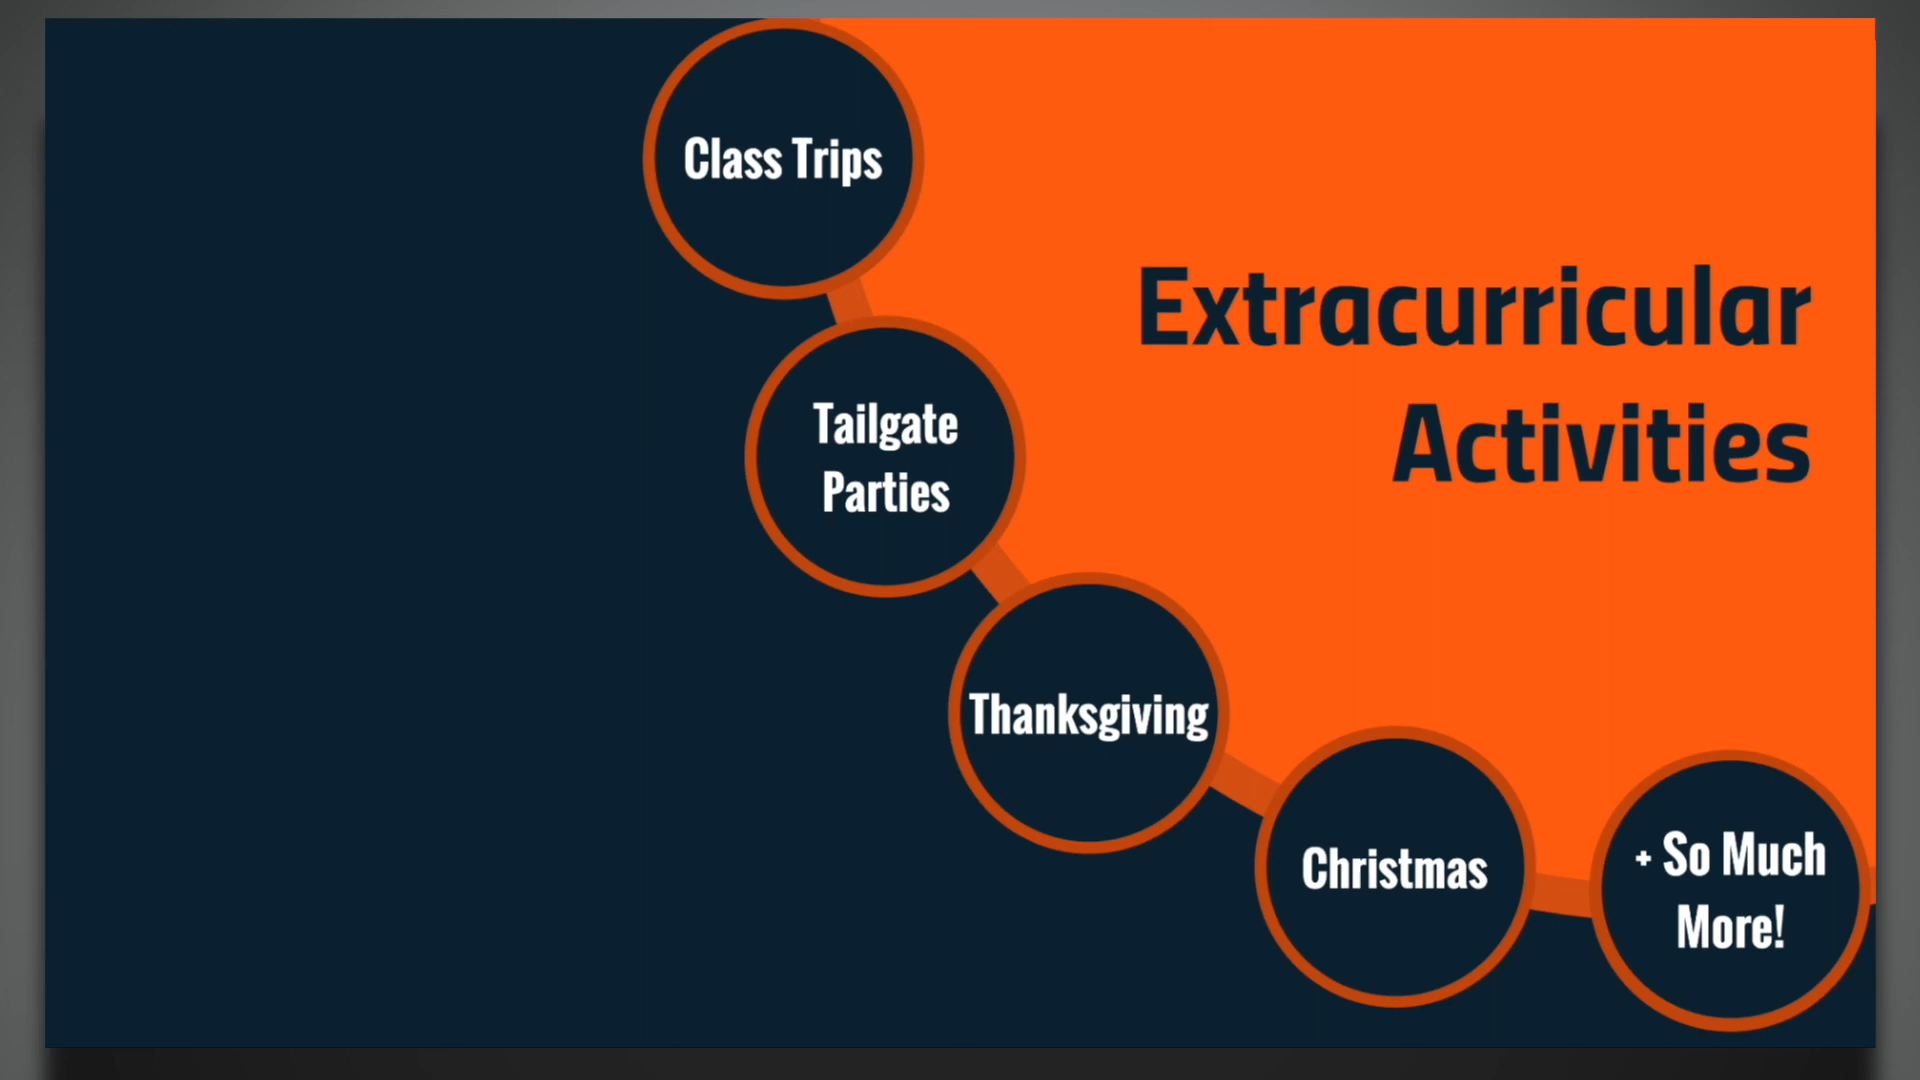 Extracurricular
Activities
Class Trips
Tailgate
Parties
Thanksgiving
Christmas
+ So Much
More!